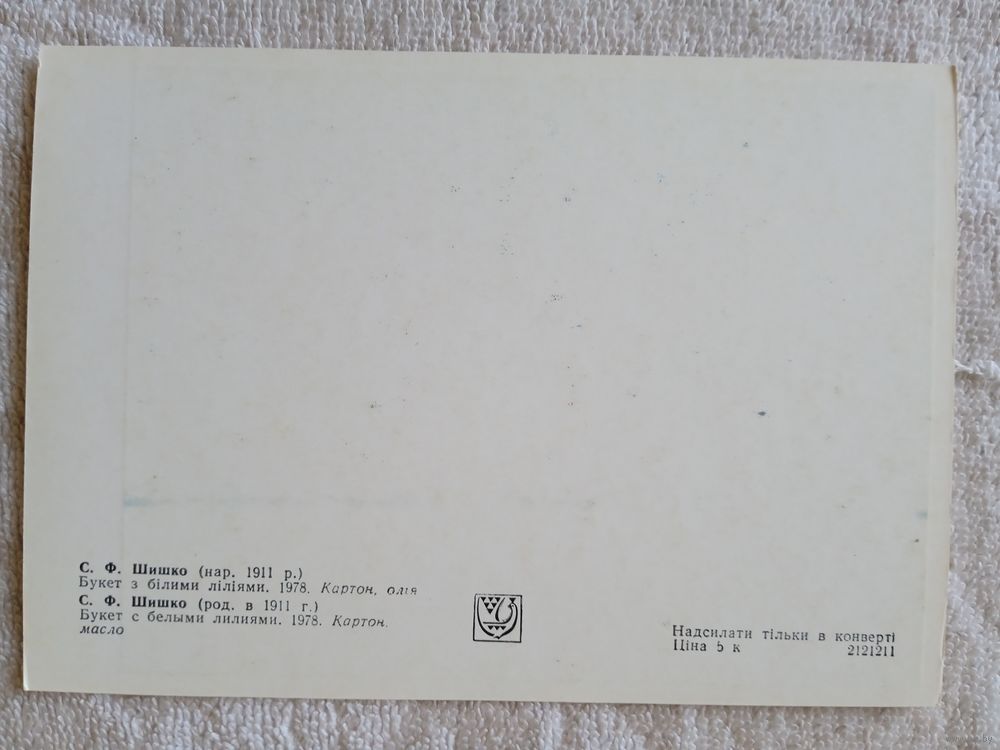 С. Ф. Шишко (нар. 1911 р.)
Букет з білими ліліями. 1978. Картон, олія
С. Ф. Шишко (род. в 1911 г.)
Букет с белыми лилиями. 1978. Картон,
масло
Надсилати тільки в конверті
Ціна 5 к 2121211